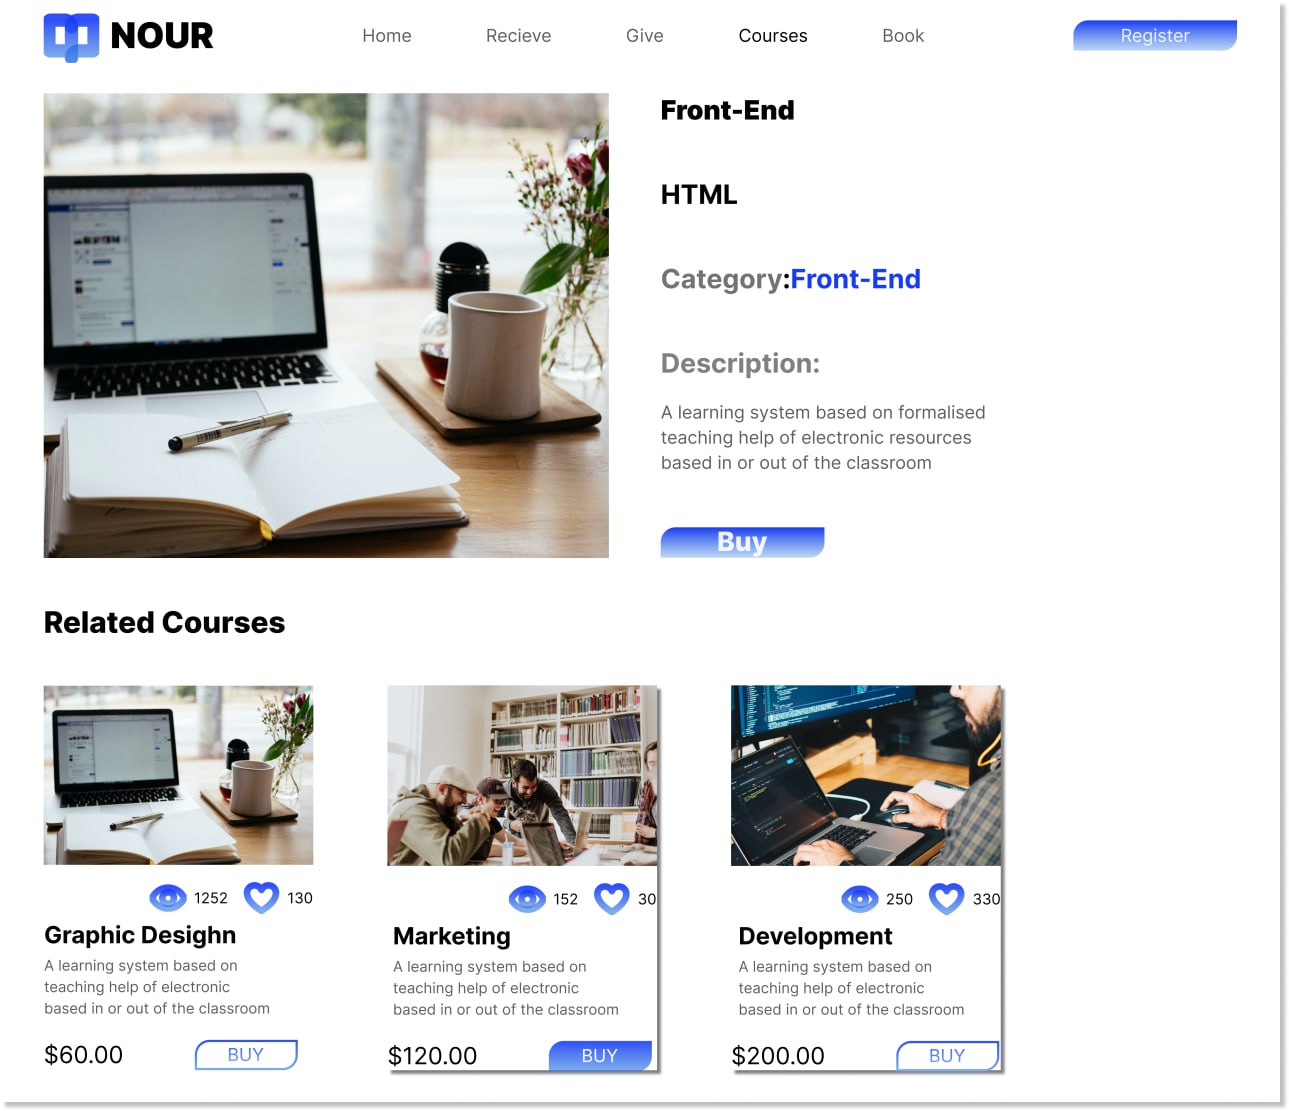 NOUR
Home Recieve Give Courses Book Register
Front-End
HTML
Category:Front-End
Description:
A learning system based on formalised
teaching help of electronic resources
based in or out of the classroom
Buy
Related Courses
1252 130
Graphic Desighn
A learning system based on
teaching help of electronic
based in or out of the classroom
$60.00 BUY
152 30
Marketing
A learning system based on
teaching help of electronic
based in or out of the classroom
$120.00 BUY
250 330
Development
A learning system based on
teaching help of electronic
based in or out of the classroom
$200.00 BUY